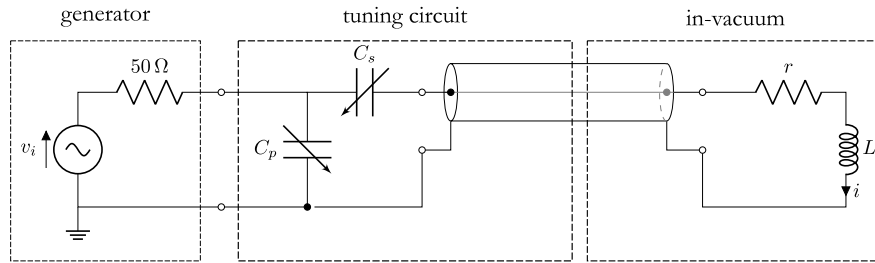 generator
tuning circuit
in-vacuum
50 Ω
C_s
r
v_i
C_p
L
i